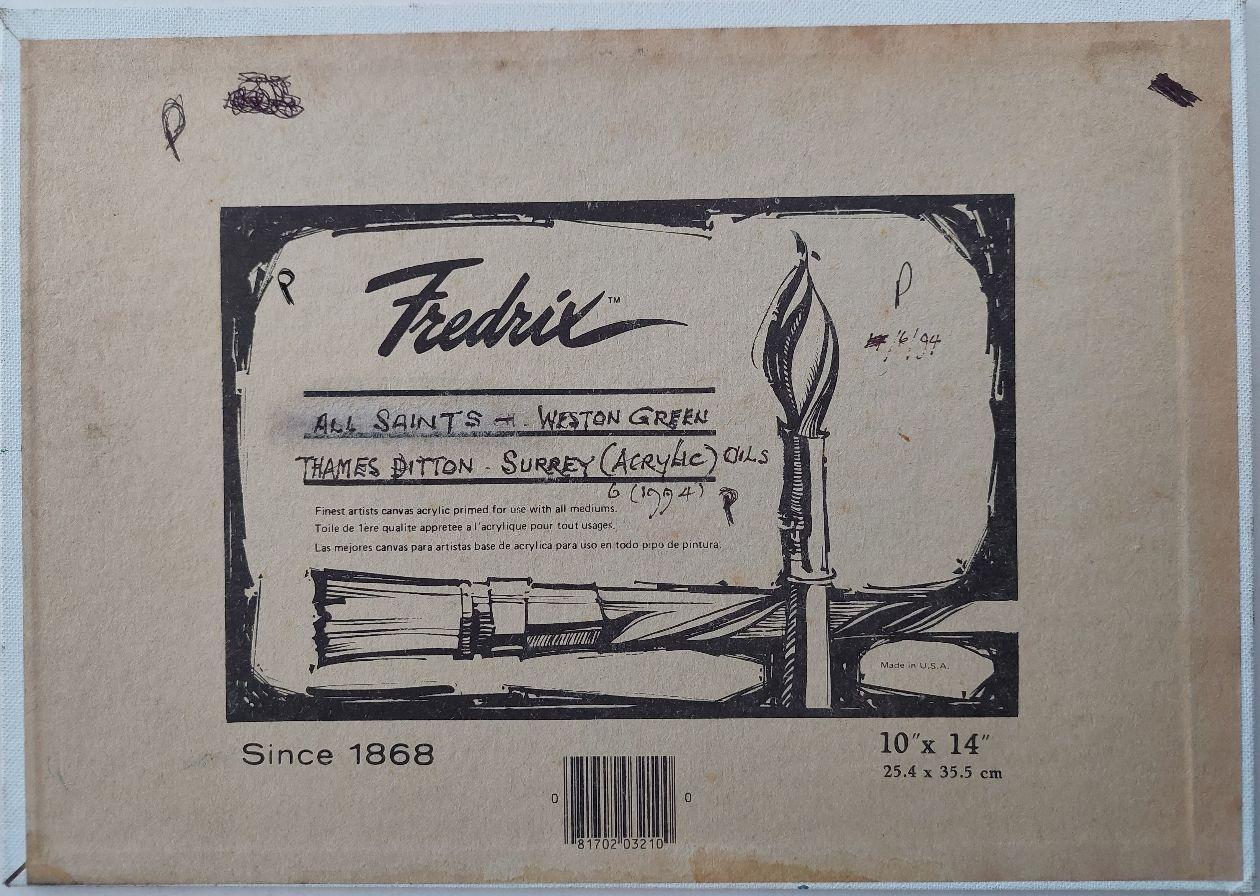 P
P
Fredrix™
P
'6'94
ALL SAINTS - WESTON GREEN
THAMES DITTON - SURREY (ACRYLIC) OILS
6 (1994) P
Finest artists canvas acrylic primed for use with all mediums.
Toile de 1ère qualite appretee a l'acrylique pour tout usages.
Las mejores canvas para artistas base de acrylica para uso en todo pipo de pintura.
Made in U.S.A.
Since 1868
10″x 14″
25.4 x 35.5 cm
0 81702 03210 0